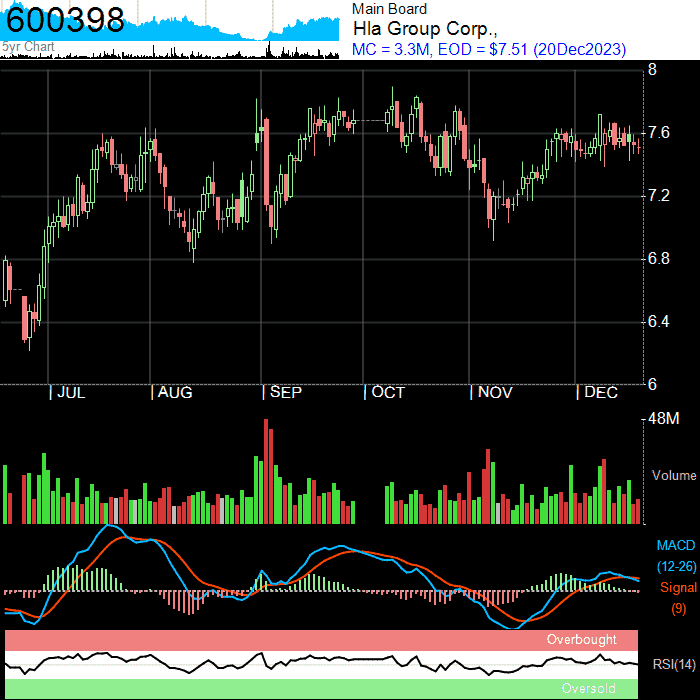 600398
5yr Chart
Main Board
Hla Group Corp.,
MC = 3.3M, EOD = $7.51 (20Dec2023)
8
7.6
7.2
6.8
6.4
6
| JUL | AUG | SEP | OCT | NOV | DEC
48M
Volume
MACD
(12-26)
Signal
(9)
Overbought
RSI(14)
Oversold